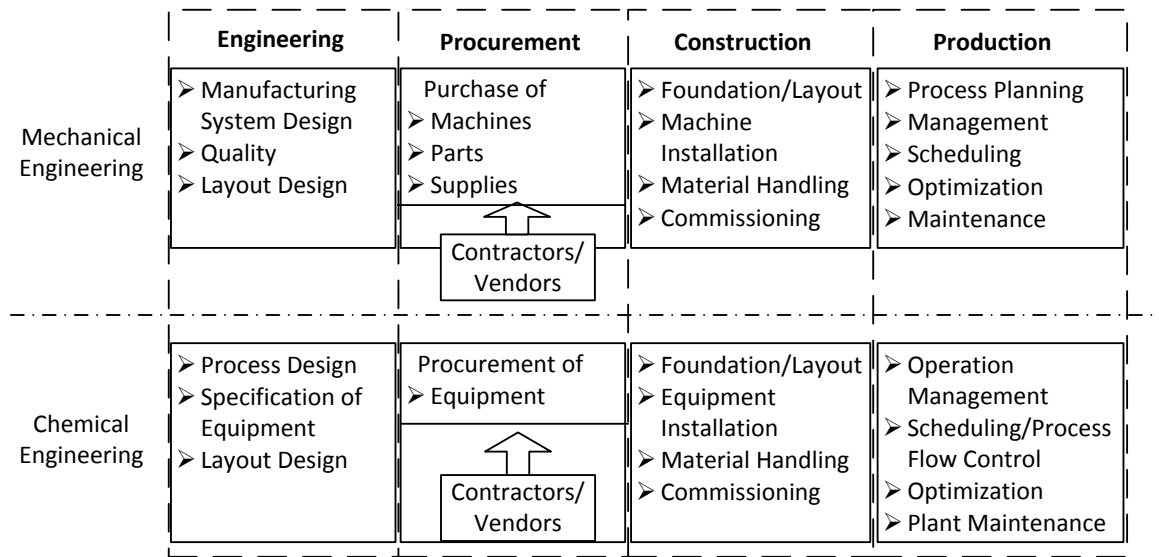 Engineering
Procurement
Construction
Production
Mechanical
Engineering
➢ Manufacturing
System Design
➢ Quality
➢ Layout Design
Purchase of
➢ Machines
➢ Parts
➢ Supplies
Contractors/
Vendors
➢ Foundation/Layout
➢ Machine
Installation
➢ Material Handling
➢ Commissioning
➢ Process Planning
➢ Management
➢ Scheduling
➢ Optimization
➢ Maintenance
Chemical
Engineering
➢ Process Design
➢ Specification of
Equipment
➢ Layout Design
Procurement of
➢ Equipment
Contractors/
Vendors
➢ Foundation/Layout
➢ Equipment
Installation
➢ Material Handling
➢ Commissioning
➢ Operation
Management
➢ Scheduling/Process
Flow Control
➢ Optimization
➢ Plant Maintenance